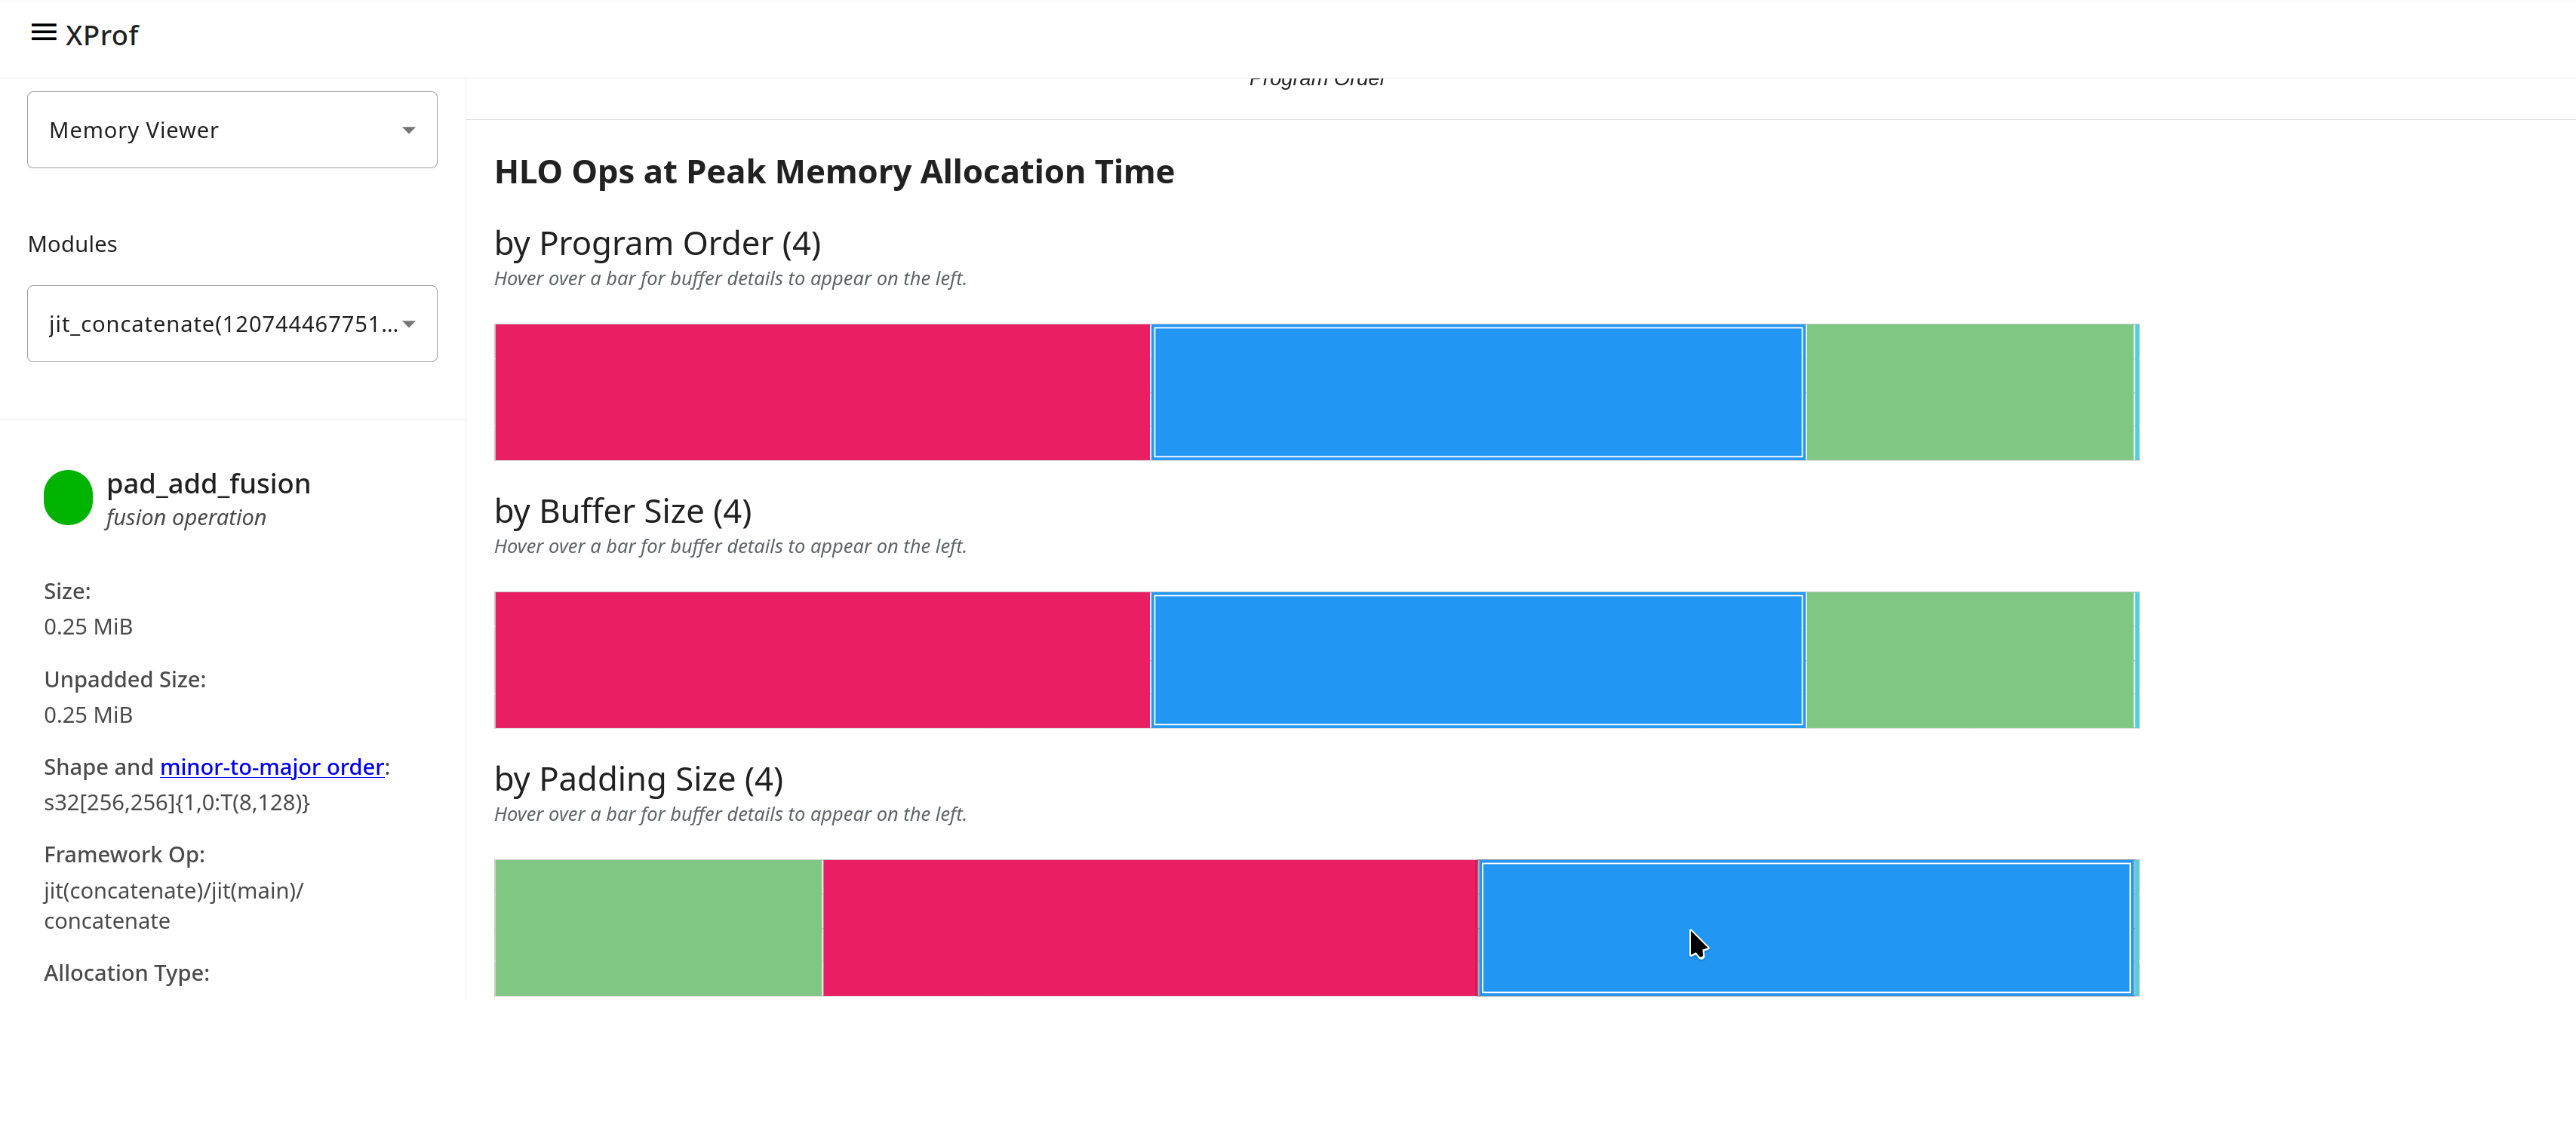 XProf
Program Order
Memory Viewer
Modules
jit_concatenate(120744467751...
pad_add_fusion
fusion operation
Size:
0.25 MiB
Unpadded Size:
0.25 MiB
Shape and minor-to-major order:
s32[256,256]{1,0:T(8,128)}
Framework Op:
jit(concatenate)/jit(main)/
concatenate
Allocation Type:
HLO Ops at Peak Memory Allocation Time
by Program Order (4)
Hover over a bar for buffer details to appear on the left.
by Buffer Size (4)
Hover over a bar for buffer details to appear on the left.
by Padding Size (4)
Hover over a bar for buffer details to appear on the left.